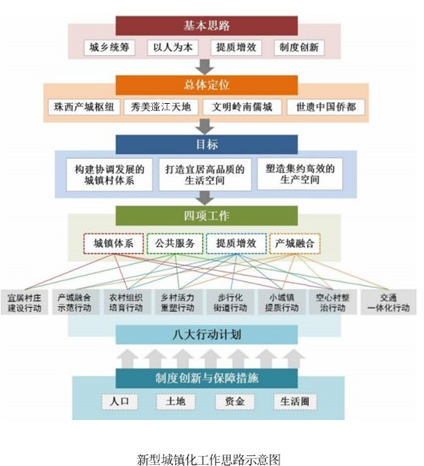 基本思路
城乡统筹 以人为本 提质增效 制度创新
总体定位
珠西产城枢纽 秀美蓬江天地 文明岭南儒城 世遗中国侨都
目标
构建协调发展的
城镇村体系
打造宜居高品质的
生活空间
塑造集约高效的
生产空间
四项工作
城镇体系 公共服务 提质增效 产城融合
宜居村庄
建设行动
产城融合
示范行动
农村组织
培育行动
乡村活力
重塑行动
步行化
街道行动
小城镇
提质行动
空心村整
治行动
交通
一体化行动
八大行动计划
制度创新与保障措施
人口 土地 资金 生活圈
新型城镇化工作思路示意图